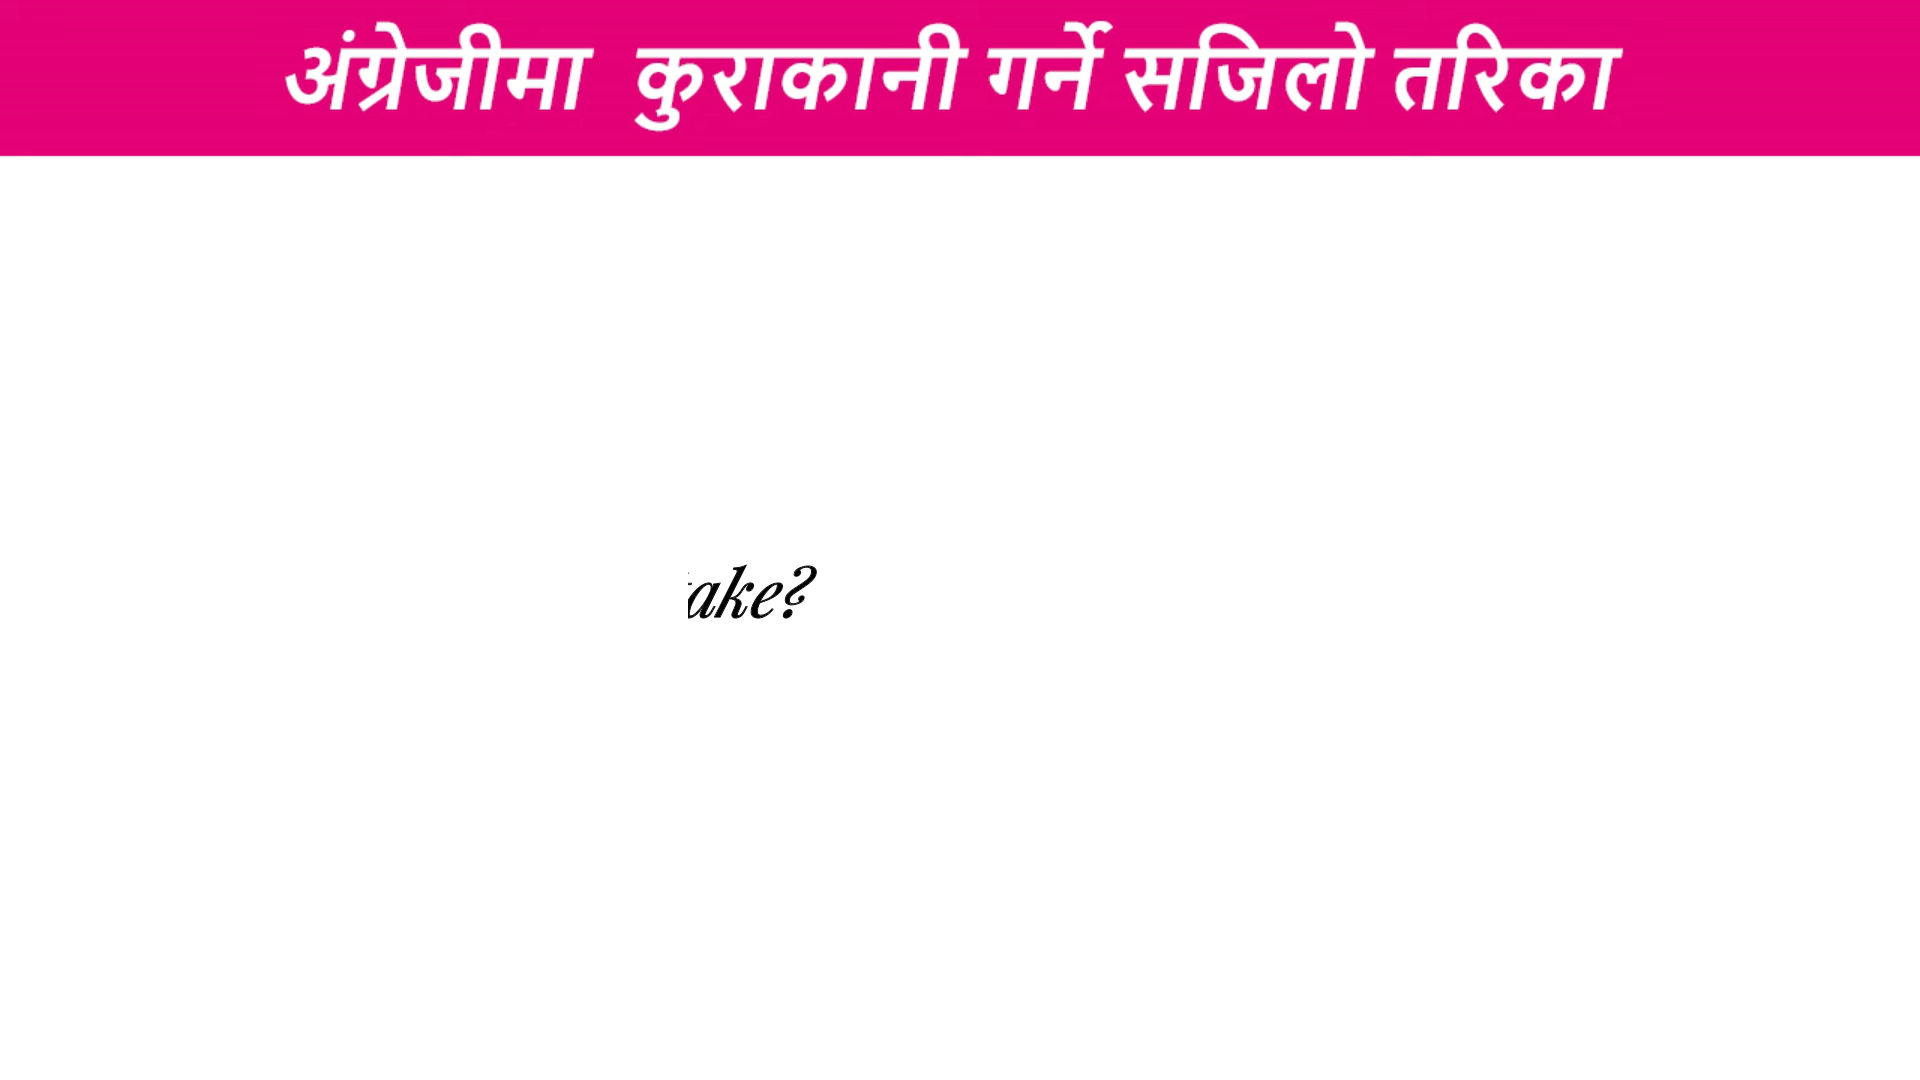 अंग्रेजीमा कुराकानी गर्ने सजिलो तरिका
ake?